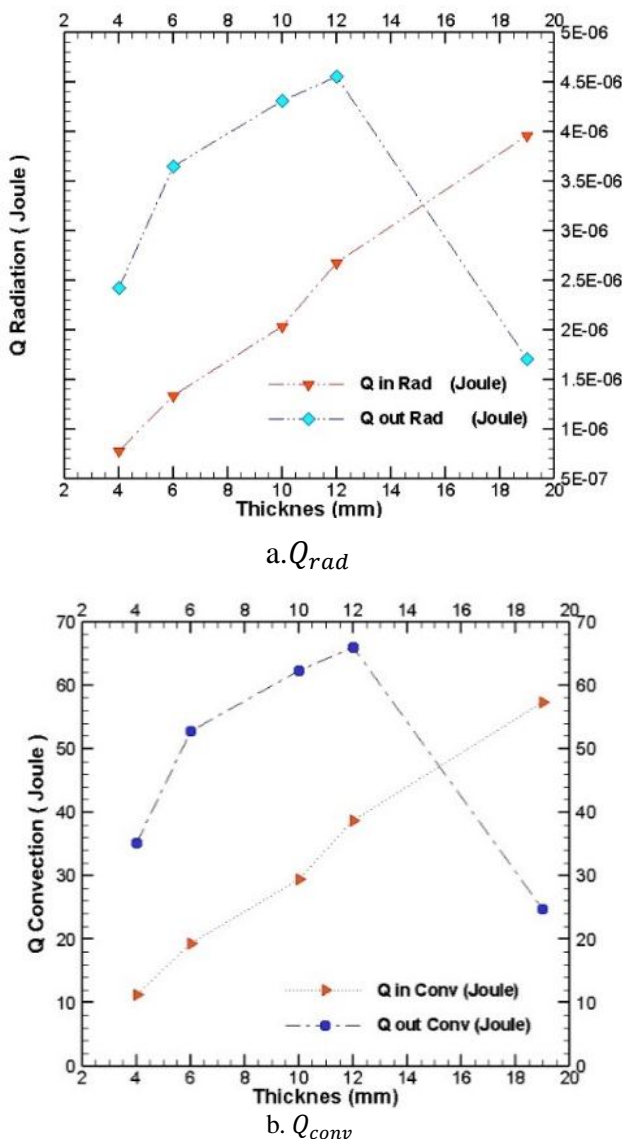 2 4 6 8 10 12 14 16 18 20
5E-06
4.5E-06
4E-06
3.5E-06
3E-06
2.5E-06
2E-06
1.5E-06
1E-06
5E-07
Q Radiation ( Joule )
Q in Rad (Joule)
Q out Rad (Joule)
2 4 6 8 10 12 14 16 18 20
Thicknes (mm)
a.Q_{rad}
2 4 6 8 10 12 14 16 18 20
70 70
60 60
50 50
40 40
30 30
20 20
10 10
0 0
Q Convection ( Joule )
Q in Conv (Joule)
Q out Conv (Joule)
2 4 6 8 10 12 14 16 18 20
Thicknes (mm)
b. Q_{conv}